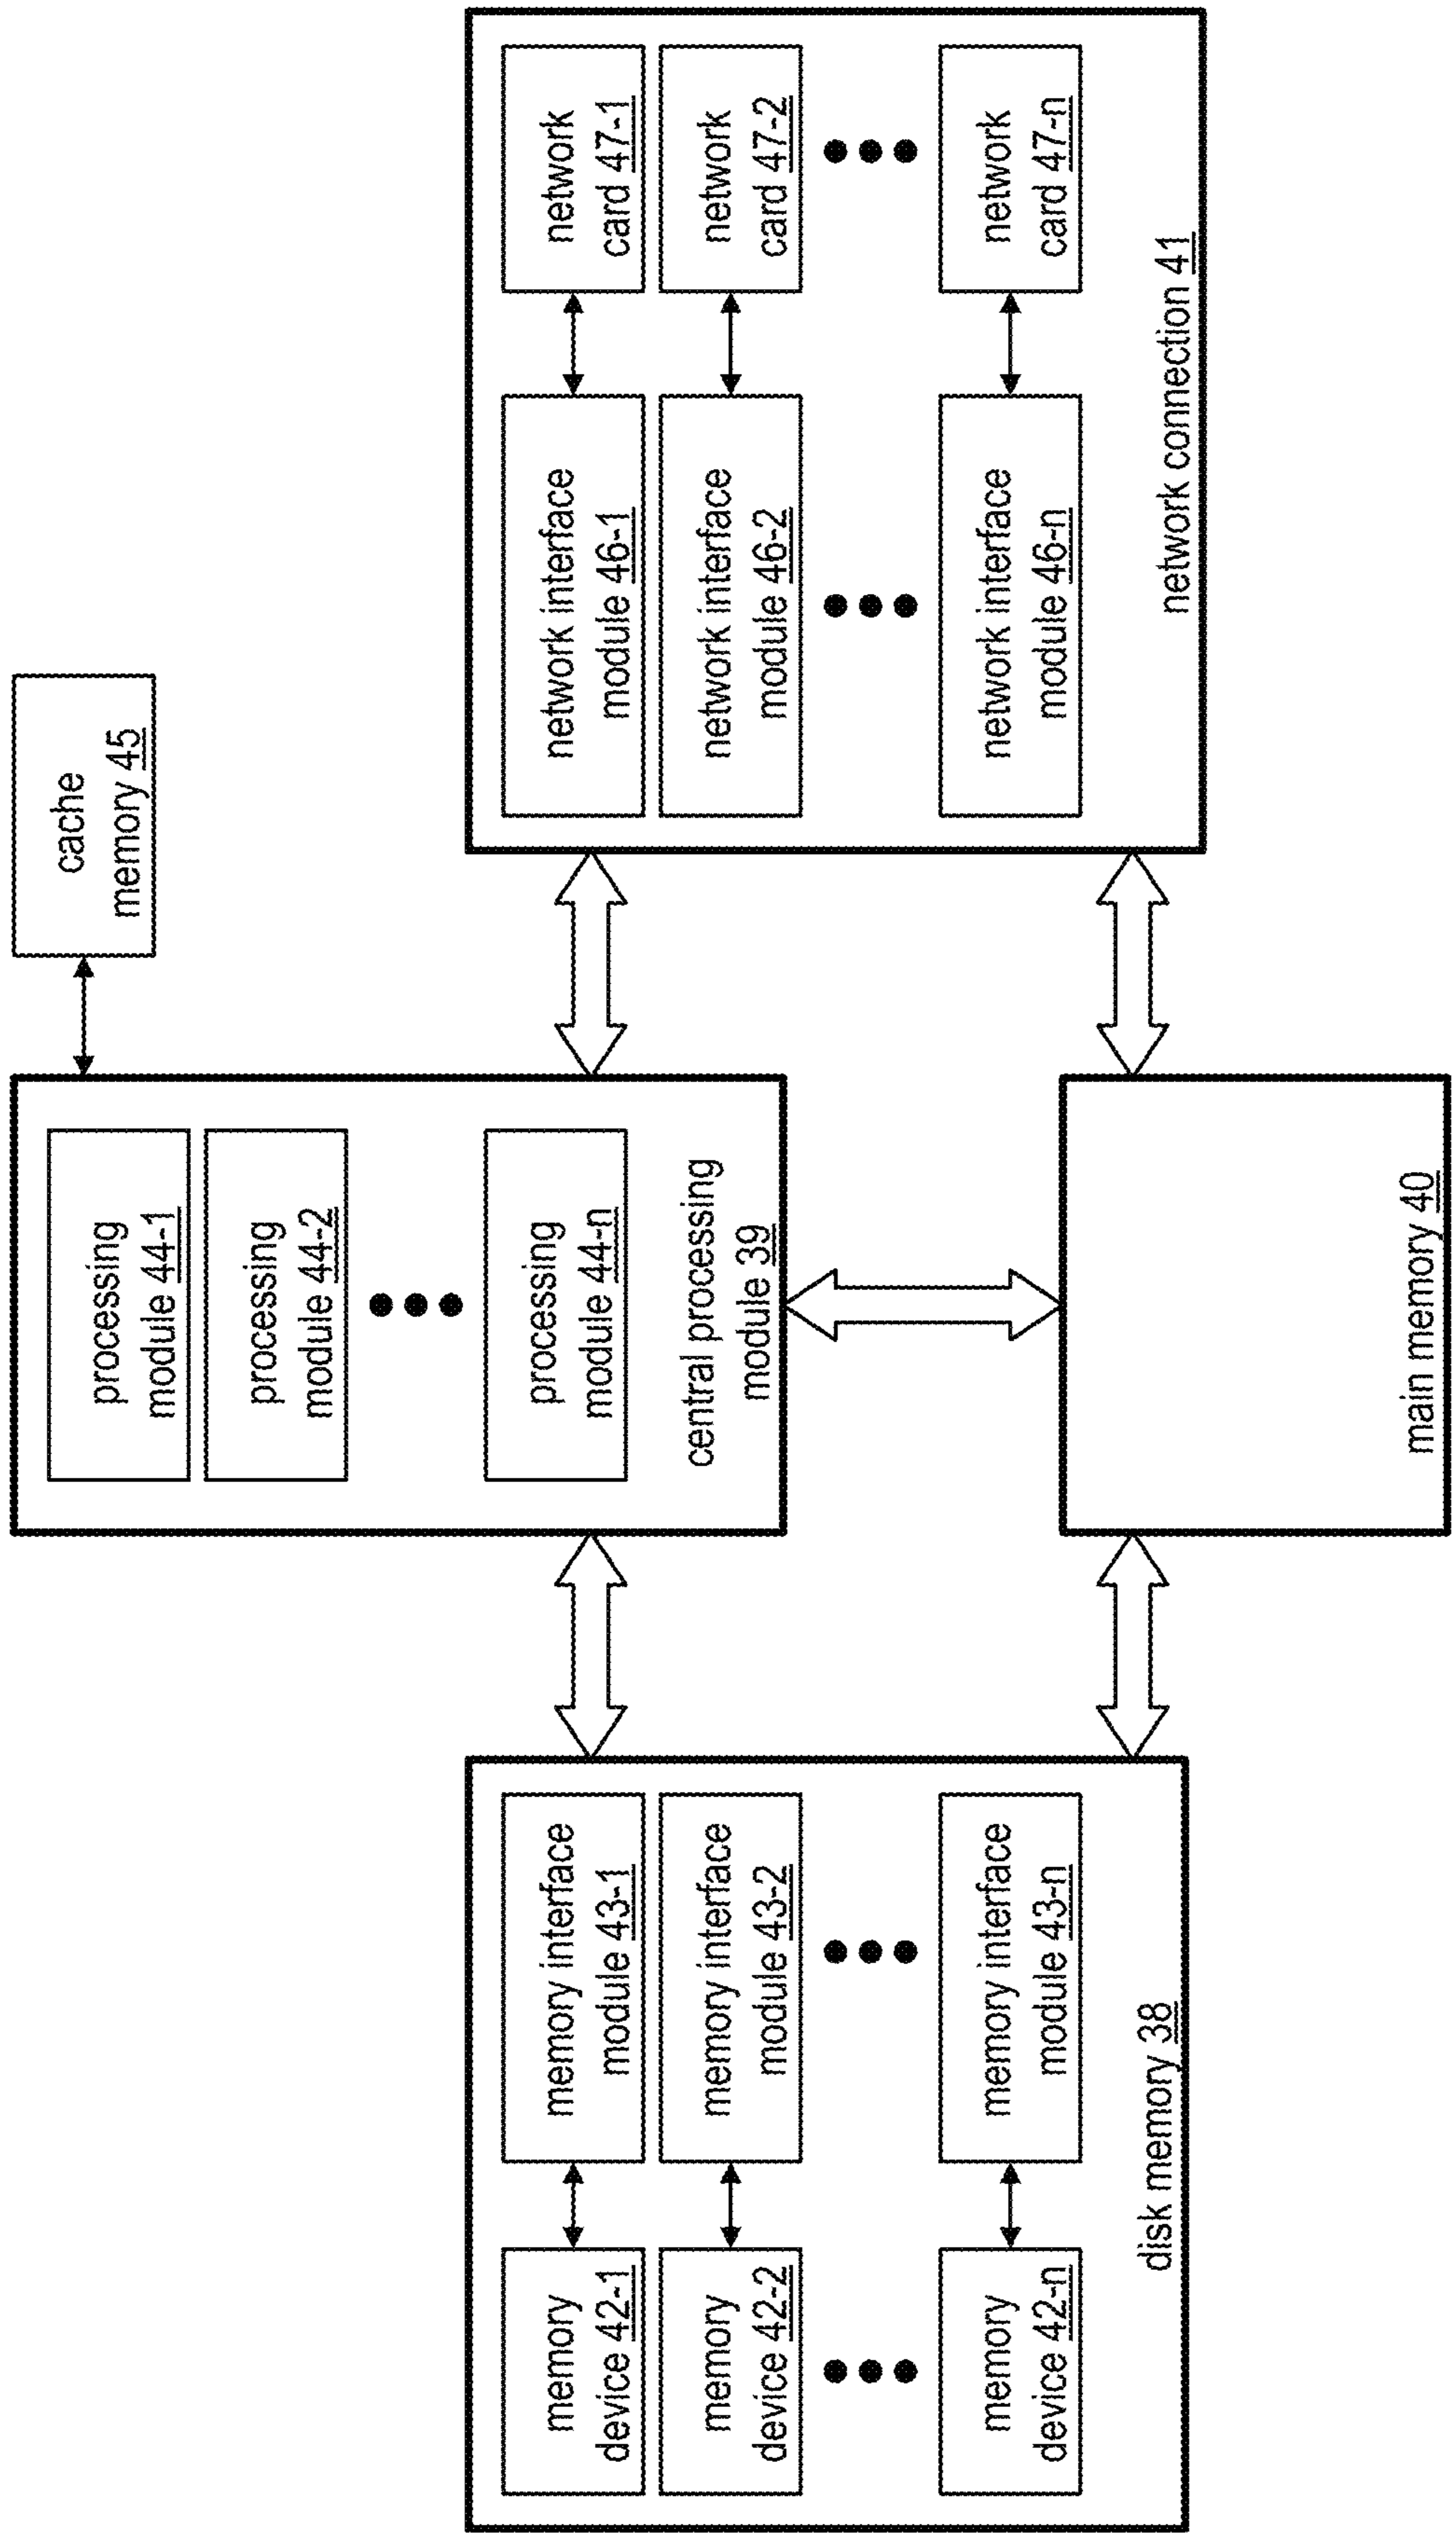 cache
memory 45
processing
module 44-1
processing
module 44-2
processing
module 44-n
central processing
module 39
memory
device 42-1
memory interface
module 43-1
memory
device 42-2
memory interface
module 43-2
memory
device 42-n
memory interface
module 43-n
disk memory 38
network interface
module 46-1
network
card 47-1
network interface
module 46-2
network
card 47-2
network interface
module 46-n
network
card 47-n
network connection 41
main memory 40